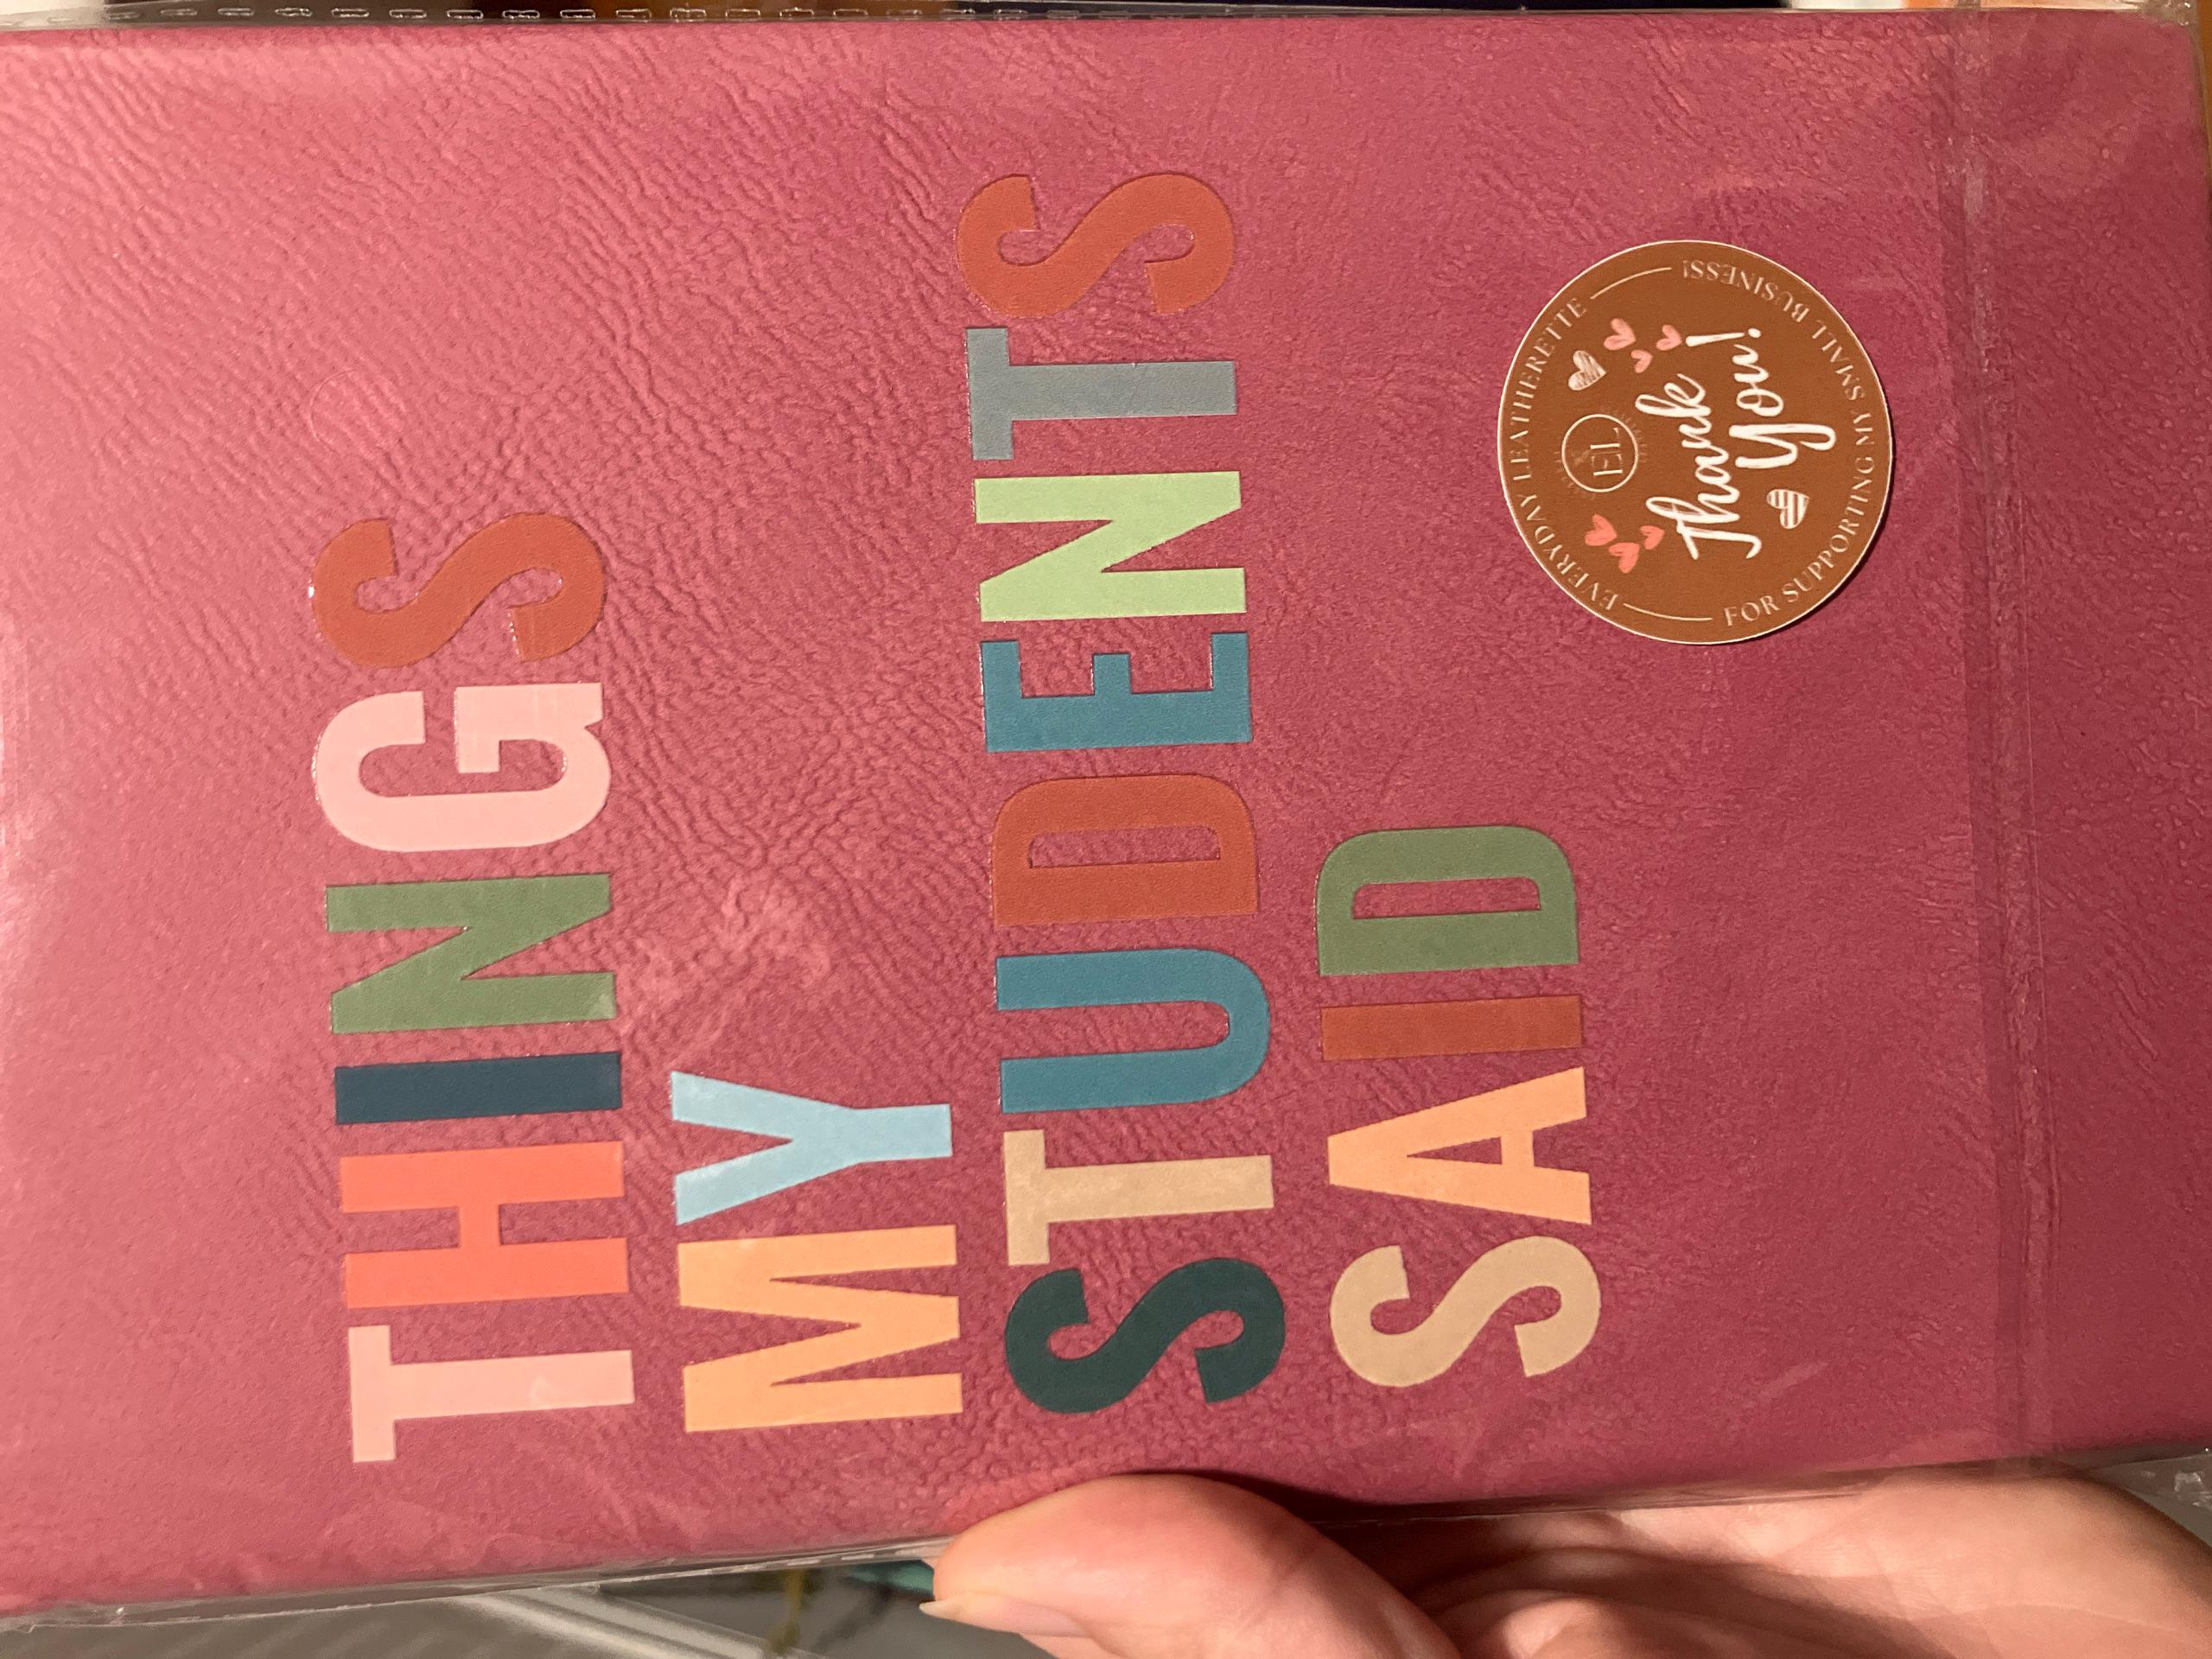 THINGS
MY
STUDENTS
SAID
EVERYDAY LEATHERETTE
EL
Thank
You!
FOR SUPPORTING MY SMALL BUSINESS!